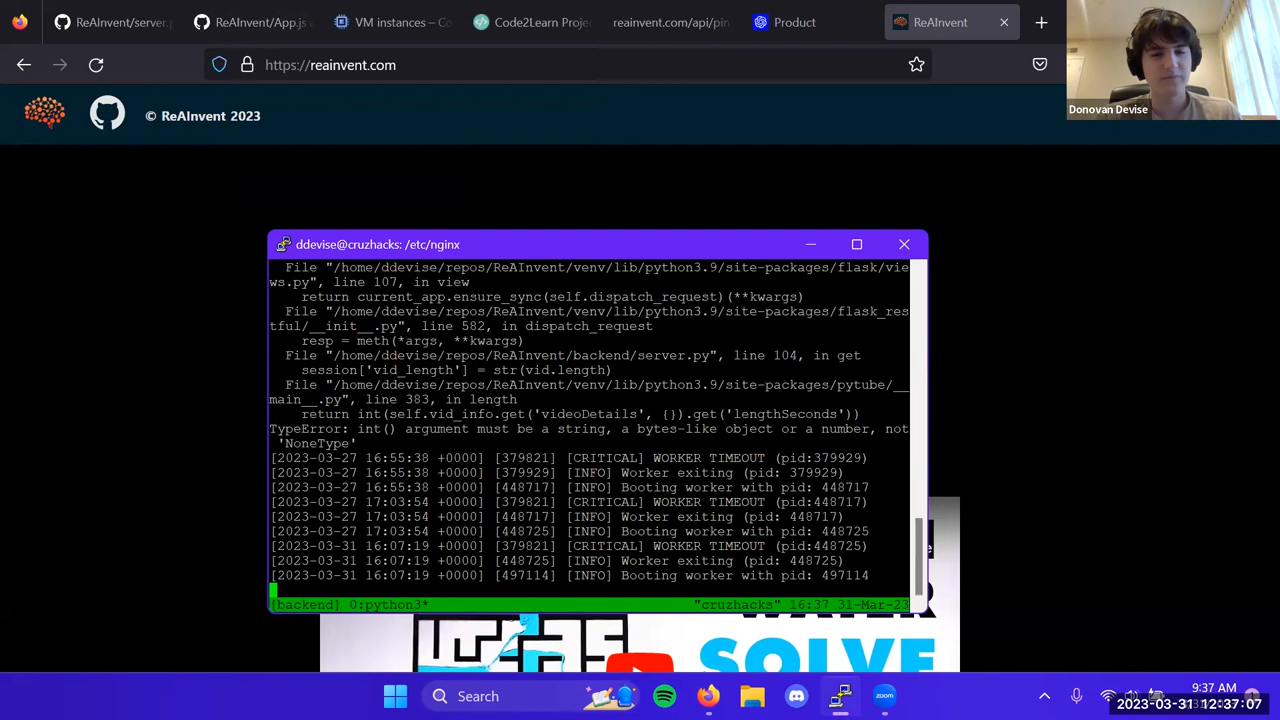 ReAInvent/server.p
ReAInvent/App.js a
VM instances – Co
Code2Learn Proje
reainvent.com/api/pin
Product
ReAInvent
https://reainvent.com
Donovan Devise
© ReAInvent 2023
ddevise@cruzhacks: /etc/nginx
File "/home/ddevise/repos/ReAInvent/venv/lib/python3.9/site-packages/flask/vie
ws.py", line 107, in view
return current_app.ensure_sync(self.dispatch_request)(**kwargs)
File "/home/ddevise/repos/ReAInvent/venv/lib/python3.9/site-packages/flask_res
tful/__init__.py", line 582, in dispatch_request
resp = meth(*args, **kwargs)
File "/home/ddevise/repos/ReAInvent/backend/server.py", line 104, in get
session['vid_length'] = str(vid.length)
File "/home/ddevise/repos/ReAInvent/venv/lib/python3.9/site-packages/pytube/__
main__.py", line 383, in length
return int(self.vid_info.get('videoDetails', {}).get('lengthSeconds'))
TypeError: int() argument must be a string, a bytes-like object or a number, not
'NoneType'
[2023-03-27 16:55:38 +0000] [379821] [CRITICAL] WORKER TIMEOUT (pid:379929)
[2023-03-27 16:55:38 +0000] [379929] [INFO] Worker exiting (pid: 379929)
[2023-03-27 16:55:38 +0000] [448717] [INFO] Booting worker with pid: 448717
[2023-03-27 17:03:54 +0000] [379821] [CRITICAL] WORKER TIMEOUT (pid:448717)
[2023-03-27 17:03:54 +0000] [448717] [INFO] Worker exiting (pid: 448717)
[2023-03-27 17:03:54 +0000] [448725] [INFO] Booting worker with pid: 448725
[2023-03-31 16:07:19 +0000] [379821] [CRITICAL] WORKER TIMEOUT (pid:448725)
[2023-03-31 16:07:19 +0000] [448725] [INFO] Worker exiting (pid: 448725)
[2023-03-31 16:07:19 +0000] [497114] [INFO] Booting worker with pid: 497114
[backend] 0:python3* "cruzhacks" 16:37 31-Mar-23
SOLVE
Search
zoom
9:37 AM
2023-03-31 12:37:07